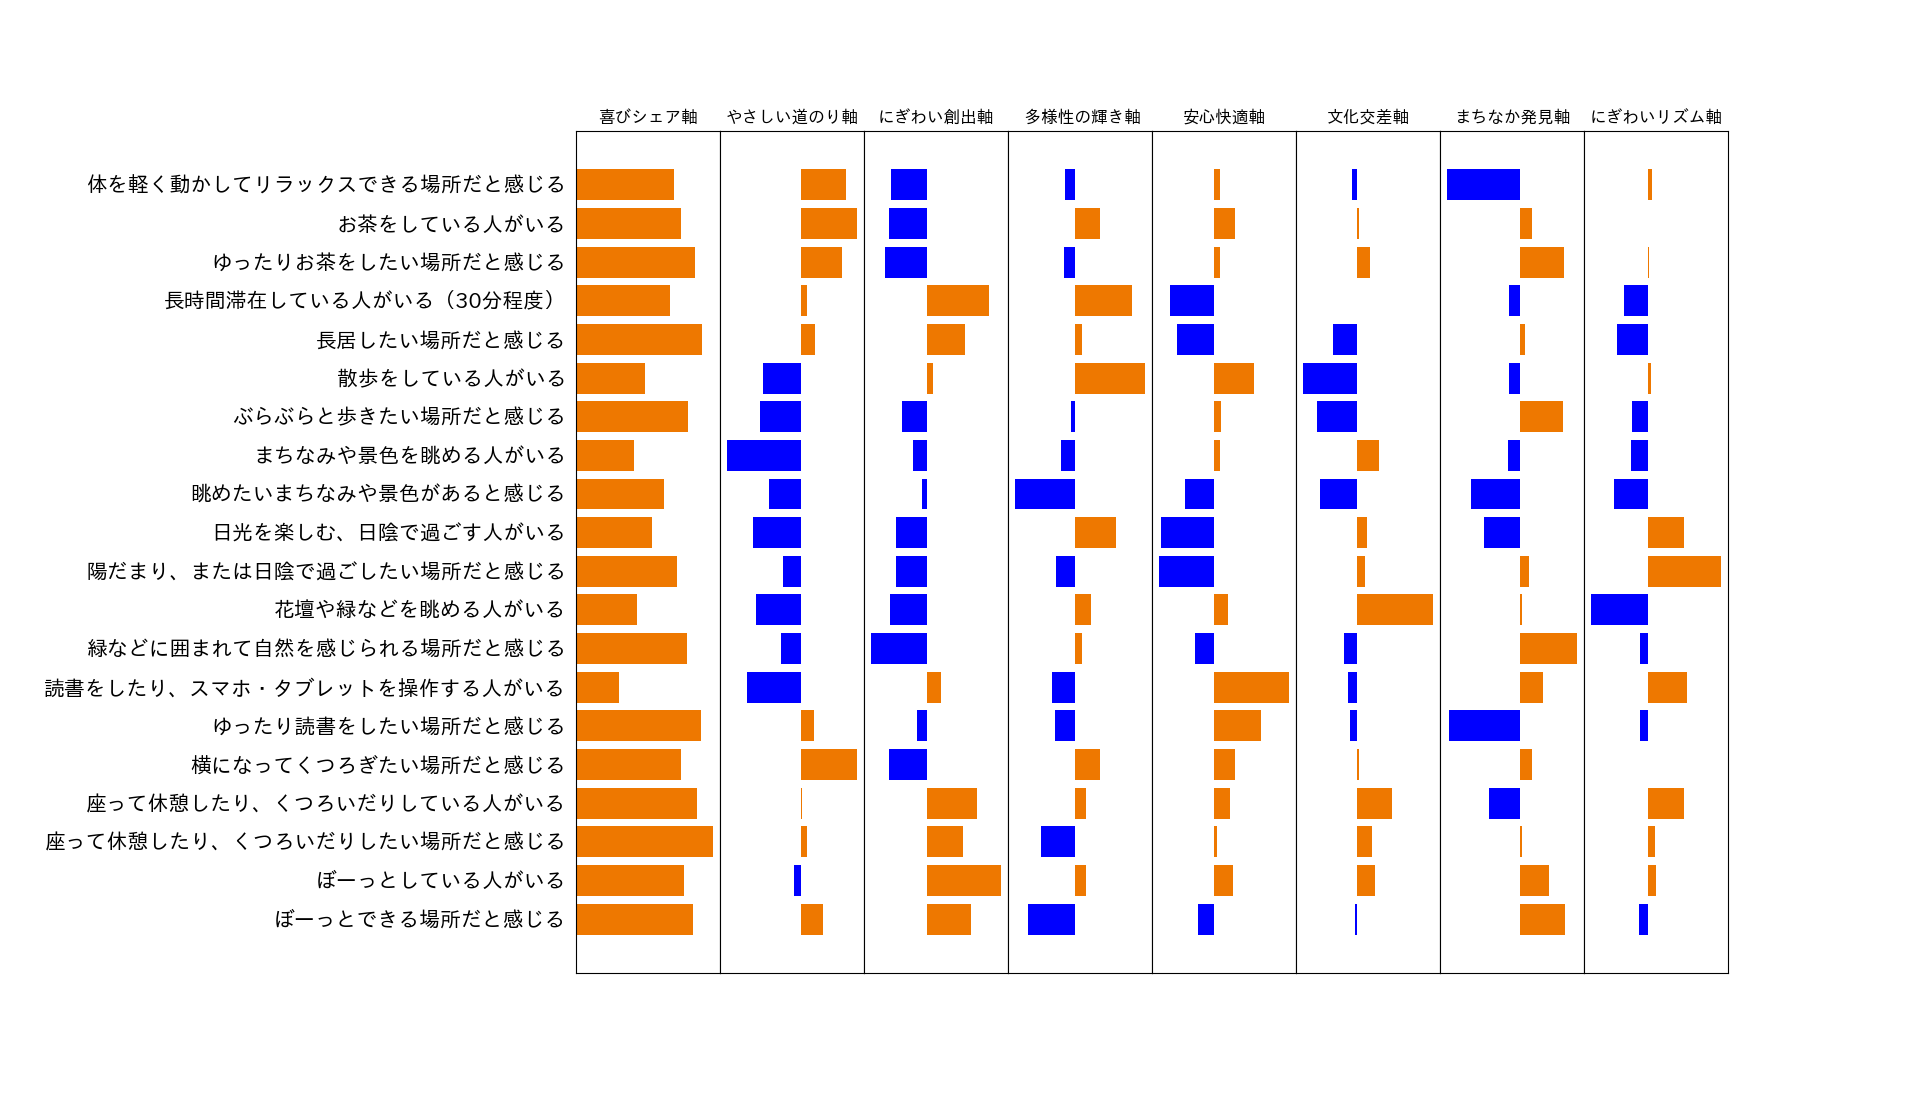 喜びシェア軸 やさしい道のり軸 にぎわい創出軸 多様性の輝き軸 安心快適軸 文化交差軸 まちなか発見軸 にぎわいリズム軸
体を軽く動かしてリラックスできる場所だと感じる
お茶をしている人がいる
ゆったりお茶をしたい場所だと感じる
長時間滞在している人がいる（30分程度）
長居したい場所だと感じる
散歩をしている人がいる
ぶらぶらと歩きたい場所だと感じる
まちなみや景色を眺める人がいる
眺めたいまちなみや景色があると感じる
日光を楽しむ、日陰で過ごす人がいる
陽だまり、または日陰で過ごしたい場所だと感じる
花壇や緑などを眺める人がいる
緑などに囲まれて自然を感じられる場所だと感じる
読書をしたり、スマホ・タブレットを操作する人がいる
ゆったり読書をしたい場所だと感じる
横になってくつろぎたい場所だと感じる
座って休憩したり、くつろいだりしている人がいる
座って休憩したり、くつろいだりしたい場所だと感じる
ぼーっとしている人がいる
ぼーっとできる場所だと感じる